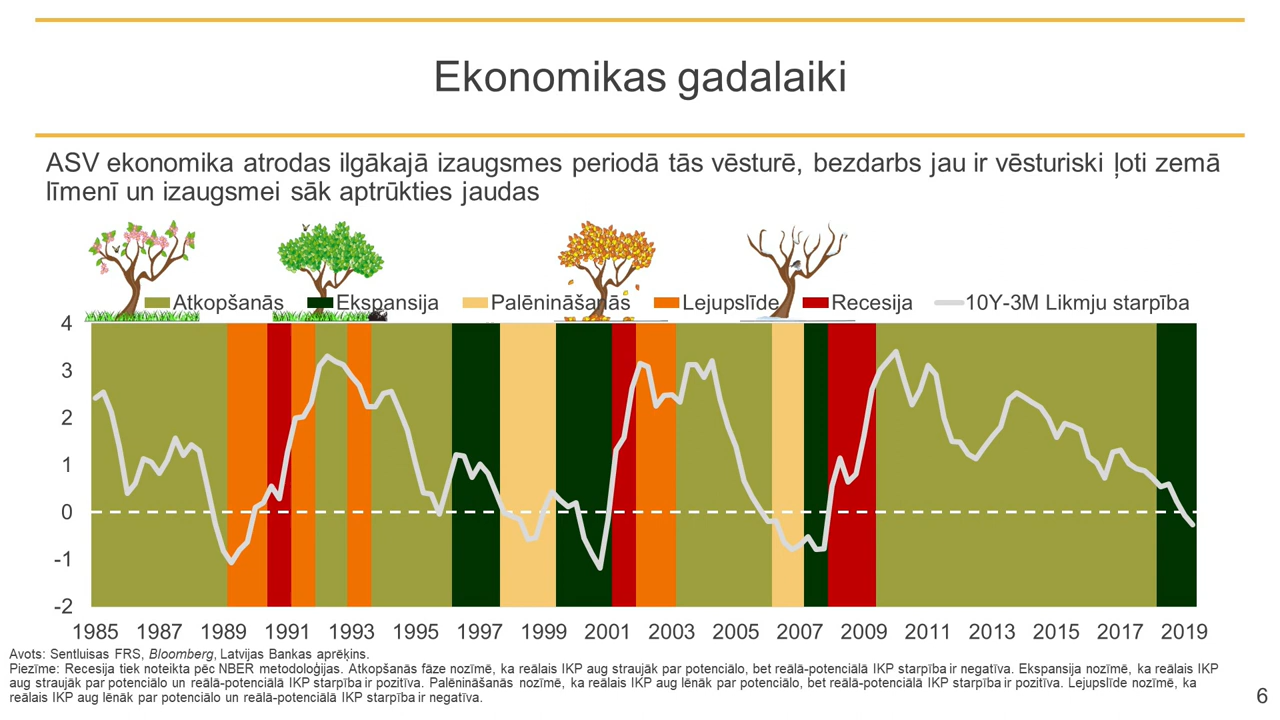 Ekonomikas gadalaiki
ASV ekonomika atrodas ilgākajā izaugsmes periodā tās vēsturē, bezdarbs jau ir vēsturiski ļoti zemā
līmenī un izaugsmei sāk aptrūkties jaudas
Atkopšanās Ekspansija Palēnināšanās Lejupslīde Recesija 10Y-3M Likmju starpība
4
3
2
1
0
-1
-2
1985 1987 1989 1991 1993 1995 1997 1999 2001 2003 2005 2007 2009 2011 2013 2015 2017 2019
Avots: Sentluisas FRS, Bloomberg, Latvijas Bankas aprēķins.
Piezīme: Recesija tiek noteikta pēc NBER metodoloģijas. Atkopšanās fāze nozīmē, ka reālais IKP aug straujāk par potenciālo, bet reālā-potenciālā IKP starpība ir negatīva. Ekspansija nozīmē, ka reālais IKP
aug straujāk par potenciālo un reālā-potenciālā IKP starpība ir pozitīva. Palēnināšanās nozīmē, ka reālais IKP aug lēnāk par potenciālo, bet reālā-potenciālā IKP starpība ir pozitīva. Lejupslīde nozīmē, ka
reālais IKP aug lēnāk par potenciālo un reālā-potenciālā IKP starpība ir negatīva.
6